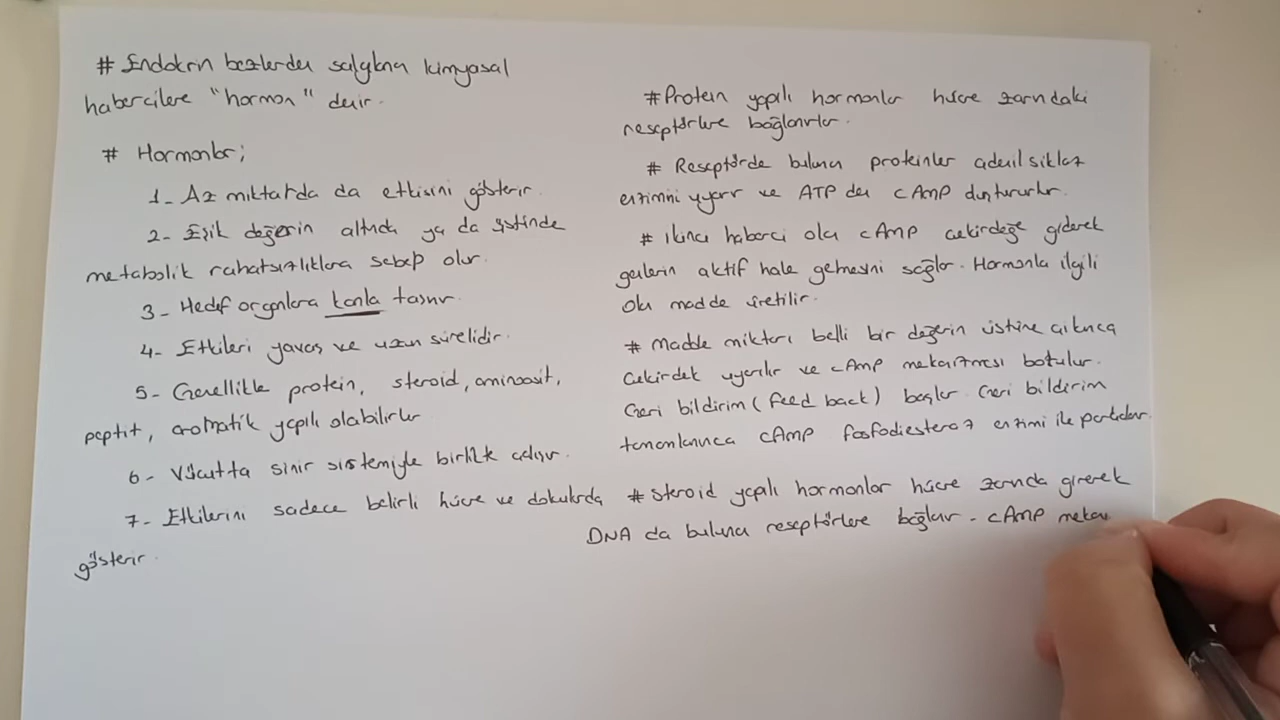 # Endokrin bezlerden salgılanan kimyasal
habercilere "hormon" denir.
# Hormonlar;
1- Az miktarda da etkisini gösterir.
2- Eşik değerin altında ya da üstünde
metabolik rahatsızlıklara sebep olur.
3- Hedef organlara kanla taşınır.
4- Etkileri yavaş ve uzun sürelidir.
5- Genellikle protein, steroid, aminoasit,
peptit, aromatik yapılı olabilirler
6- Vücutta sinir sistemiyle birlikte çalışır.
7- Etkilerini sadece belirli hücre ve dokularda
gösterir.
# Protein yapılı hormonlar hücre zarındaki
reseptörlere bağlanırlar.
# Reseptörde bulunan proteinler adenil siklaz
enzimini uyarır ve ATP den cAMP oluştururlar.
# ikinci haberci olan cAMP çekirdeğe giderek
genlerin aktif hale gelmesini sağlar. Hormonla ilgili
olan madde üretilir.
# Madde miktarı belli bir değerin üstüne çıkınca
çekirdek uyarılır ve cAMP mekanizması bozulur.
Geri bildirim (feed back) başlar. Geri bildirim
tamamlanınca cAMP fosfodiesteraz enzimi ile parçalanır.
# Steroid yapılı hormonlar hücre zarından girerek
DNA da bulunan reseptörlere bağlanır. cAMP